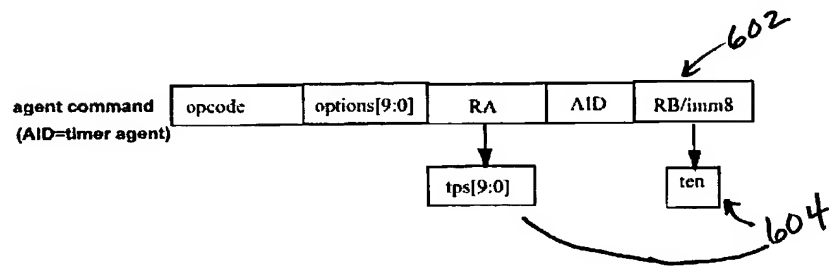 602
agent command
(AID=timer agent)
opcode options[9:0] RA AID RB/imm8
tps[9:0] ten
604